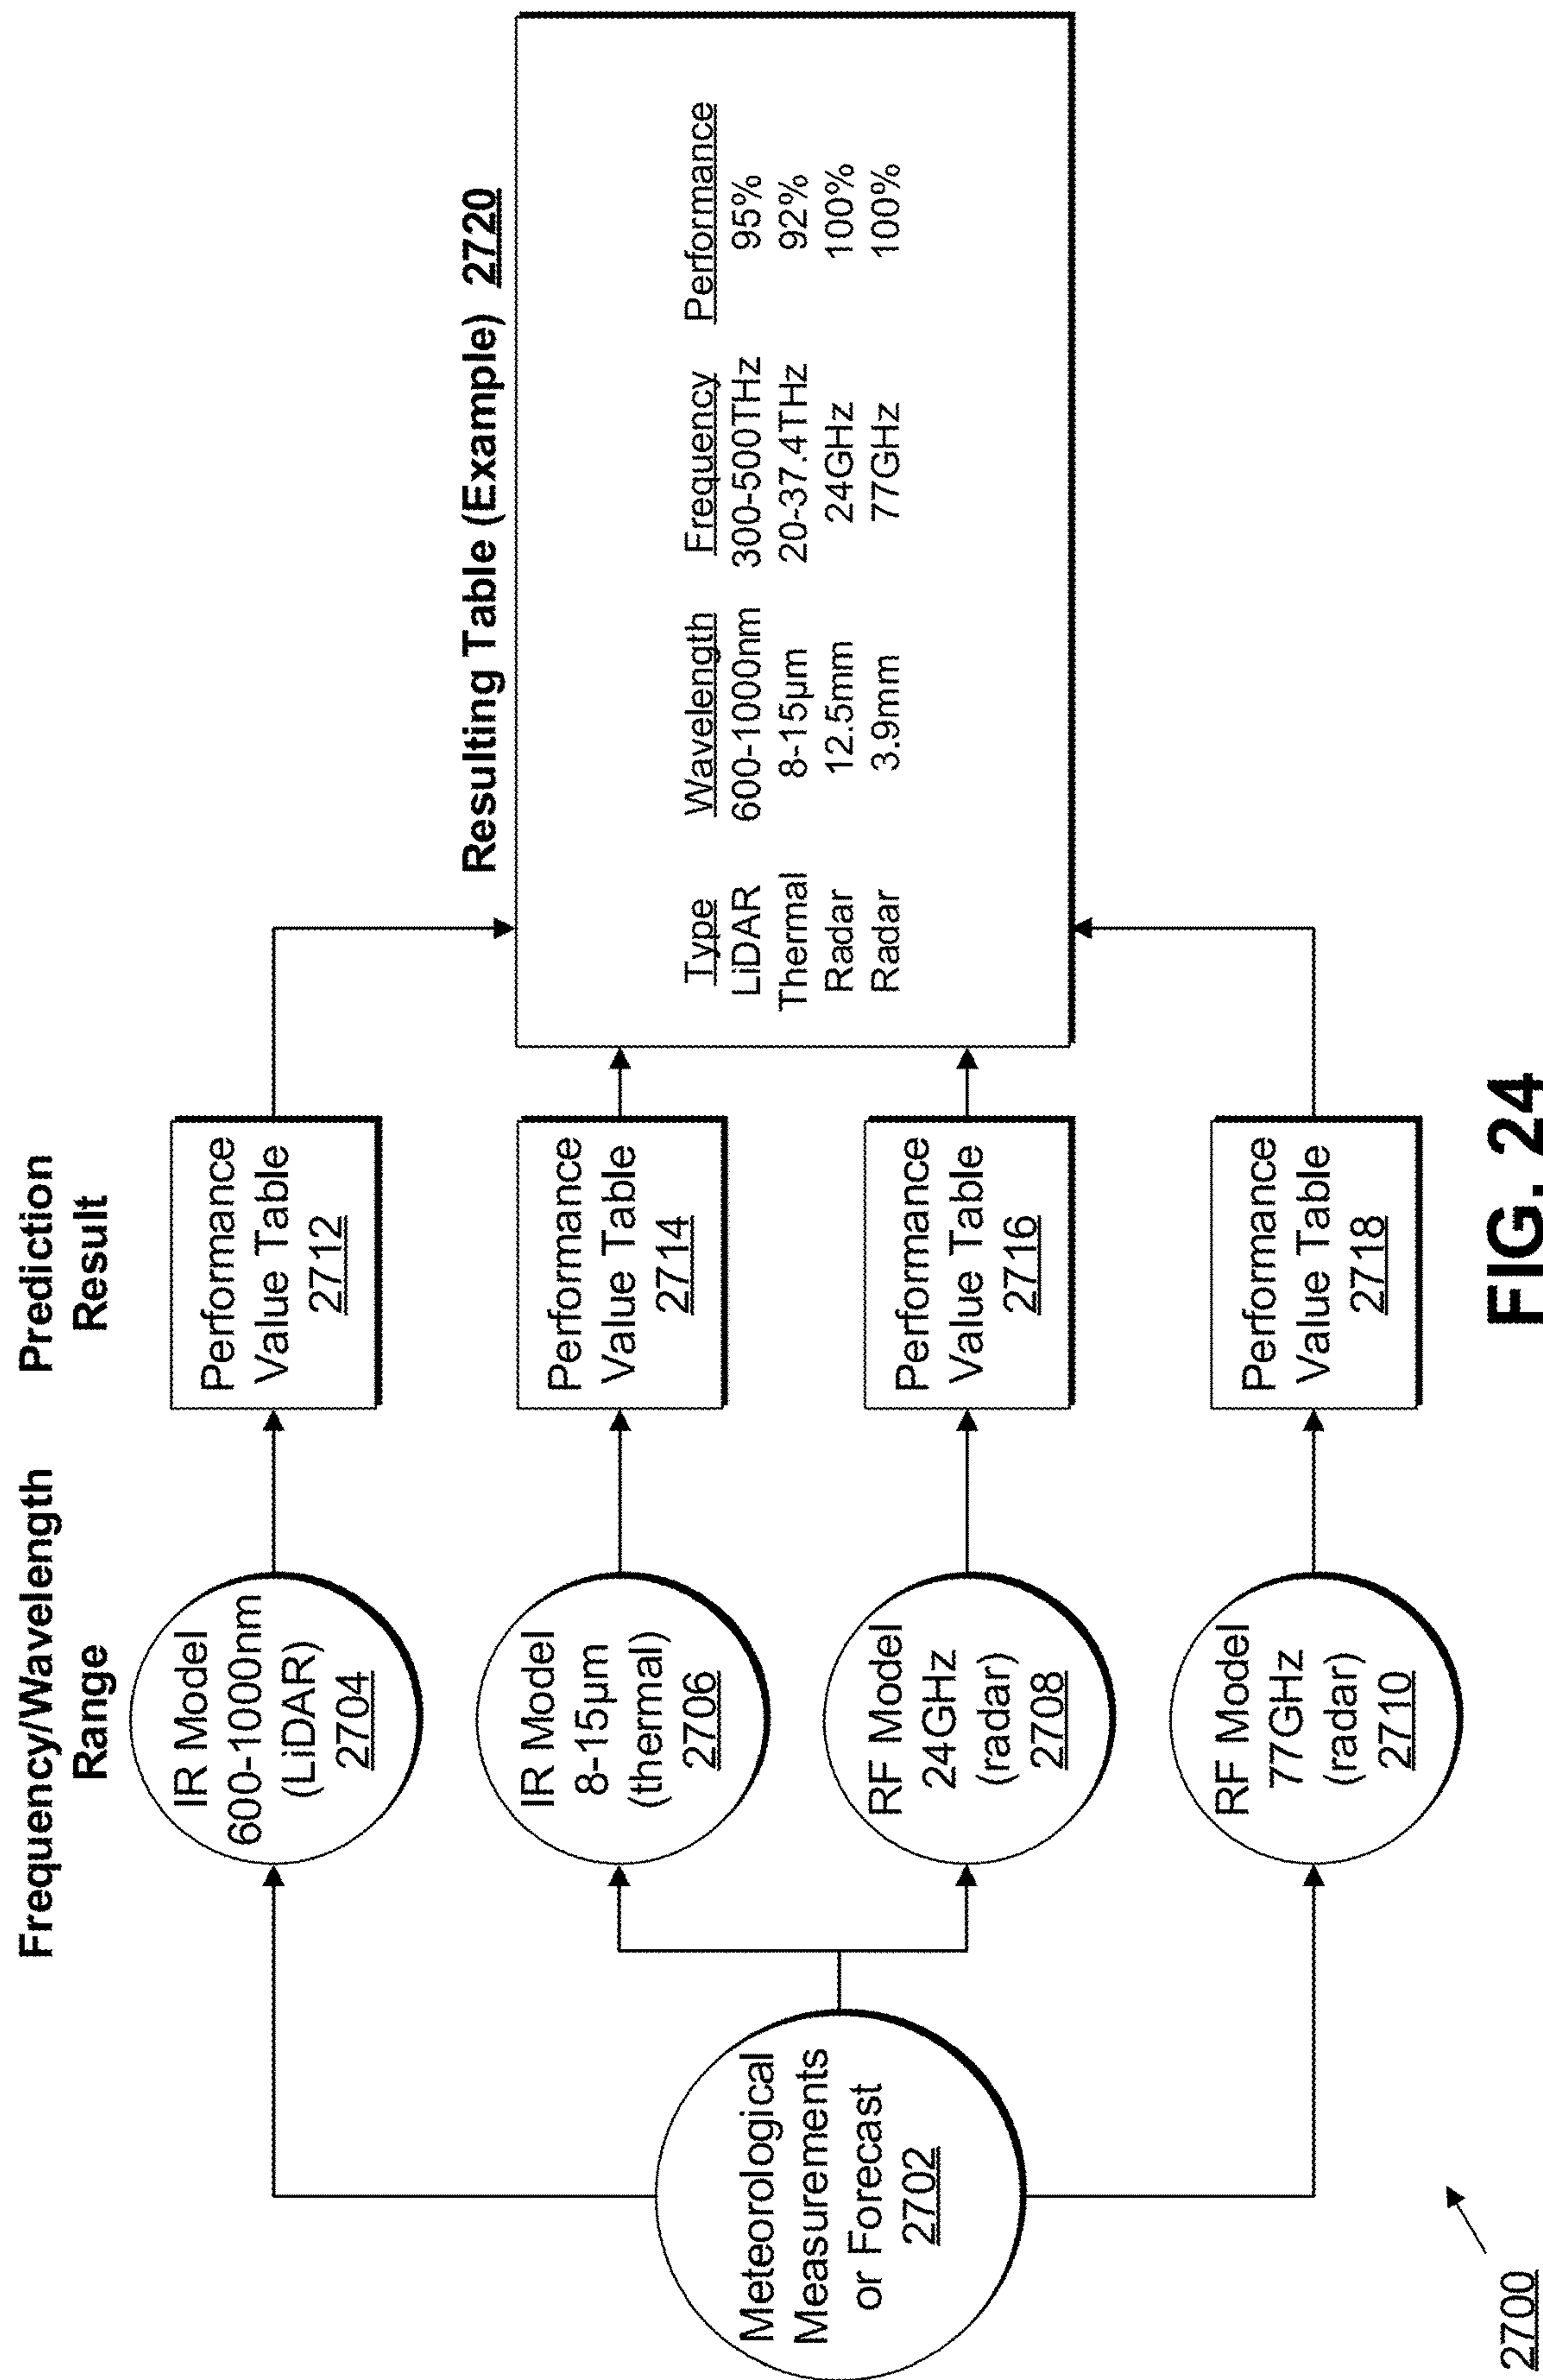 Frequency/Wavelength
Range
Prediction
Result
Meteorological
Measurements
or Forecast
2702
IR Model
600-1000nm
(LiDAR)
2704
IR Model
8-15µm
(thermal)
2706
RF Model
24GHz
(radar)
2708
RF Model
77GHz
(radar)
2710
Performance
Value Table
2712
Performance
Value Table
2714
Performance
Value Table
2716
Performance
Value Table
2718
Resulting Table (Example) 2720
Type Wavelength Frequency Performance
LiDAR 600-1000nm 300-500THz 95%
Thermal 8-15µm 20-37.4THz 92%
Radar 12.5mm 24GHz 100%
Radar 3.9mm 77GHz 100%
2700
FIG. 24